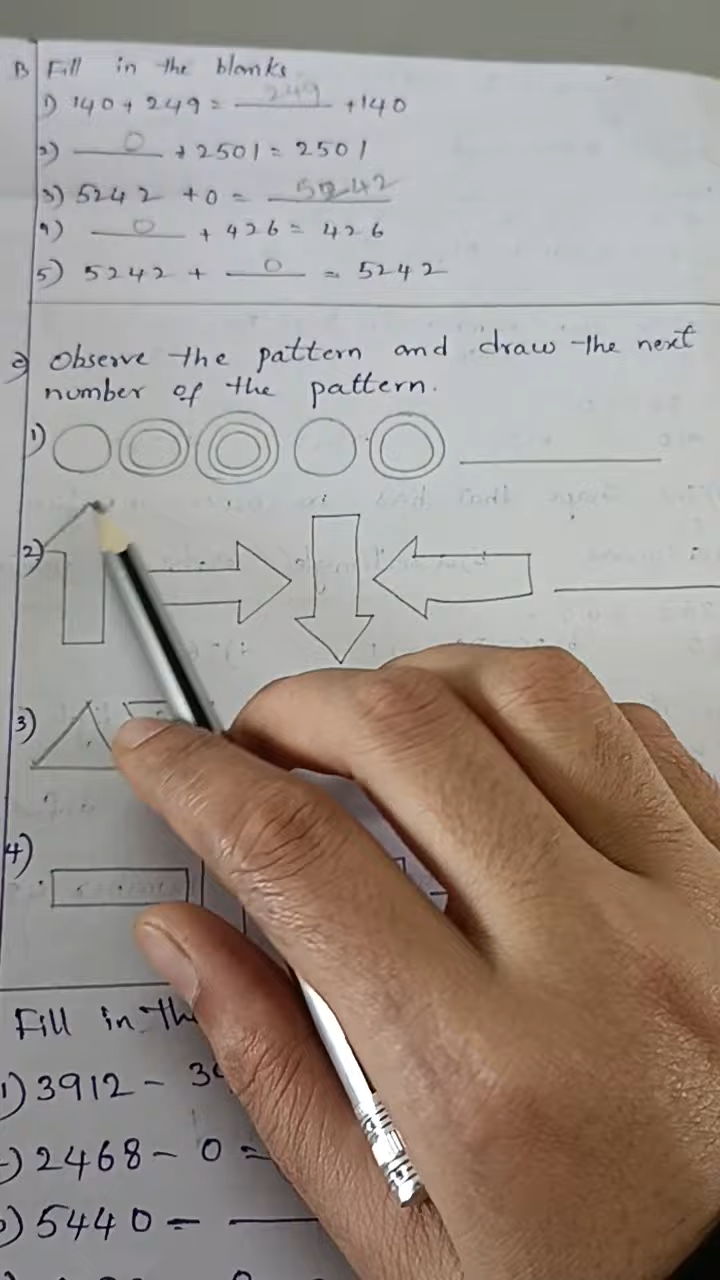 B Fill in the blanks
1) 140 + 249 = 249 + 140
2) 0 + 2501 = 2501
3) 5242 + 0 = 5242
4) 0 + 426 = 426
5) 5242 + 0 = 5242
Observe the pattern and draw the next
number of the pattern.
1)
2)
3)
4)
Fill in the
1) 3912 - 39
2468 - 0 =
5440 -